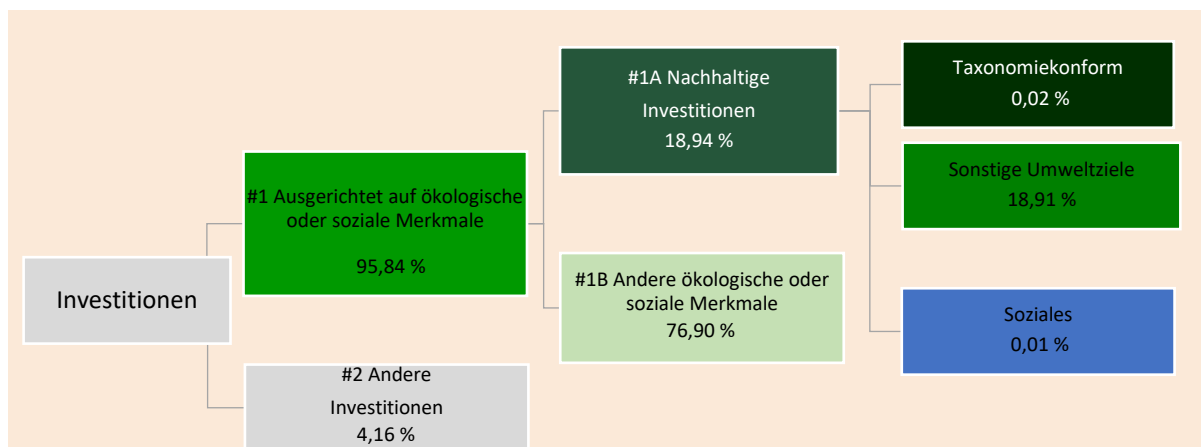 Investitionen
#1 Ausgerichtet auf ökologische
oder soziale Merkmale
95,84 %
#2 Andere
Investitionen
4,16 %
#1A Nachhaltige
Investitionen
18,94 %
#1B Andere ökologische oder
soziale Merkmale
76,90 %
Taxonomiekonform
0,02 %
Sonstige Umweltziele
18,91 %
Soziales
0,01 %